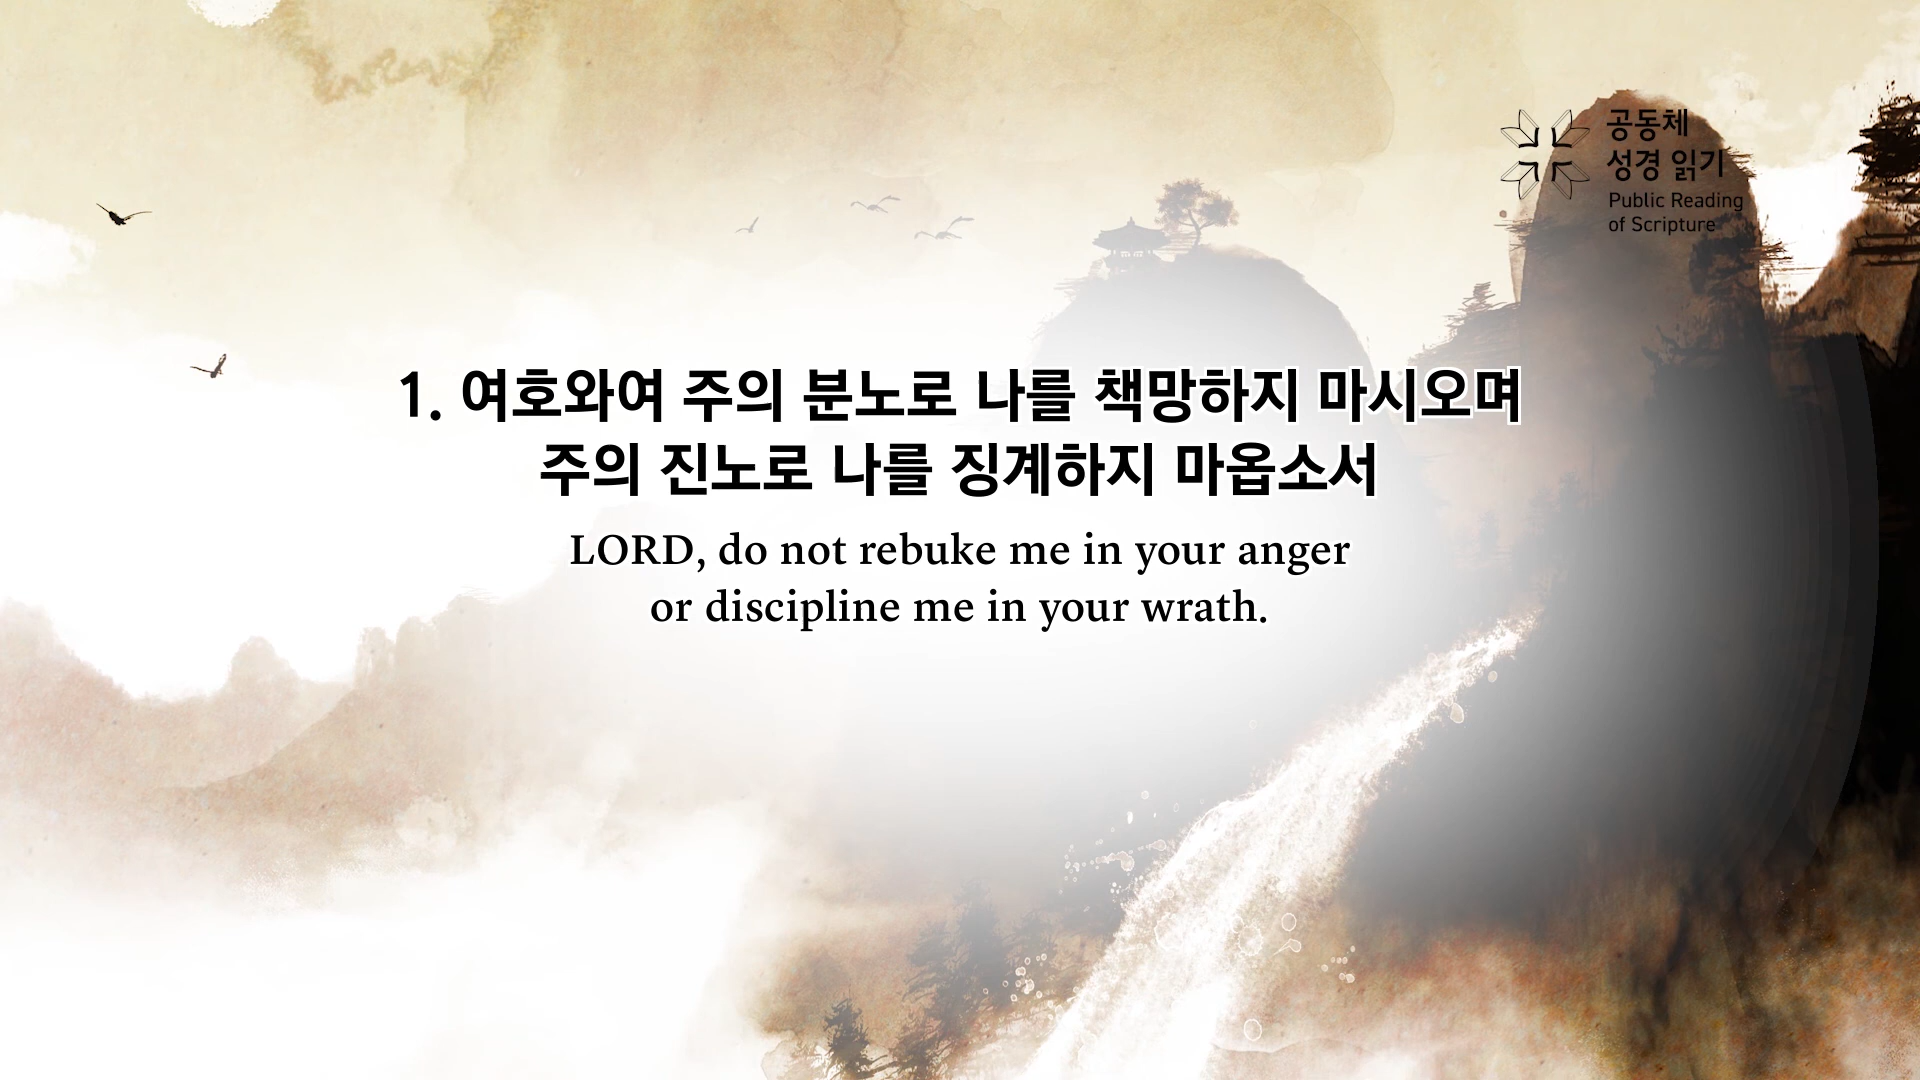 공동체
성경 읽기
Public Reading
of Scripture
1. 여호와여 주의 분노로 나를 책망하지 마시오며
주의 진노로 나를 징계하지 마옵소서
LORD, do not rebuke me in your anger
or discipline me in your wrath.